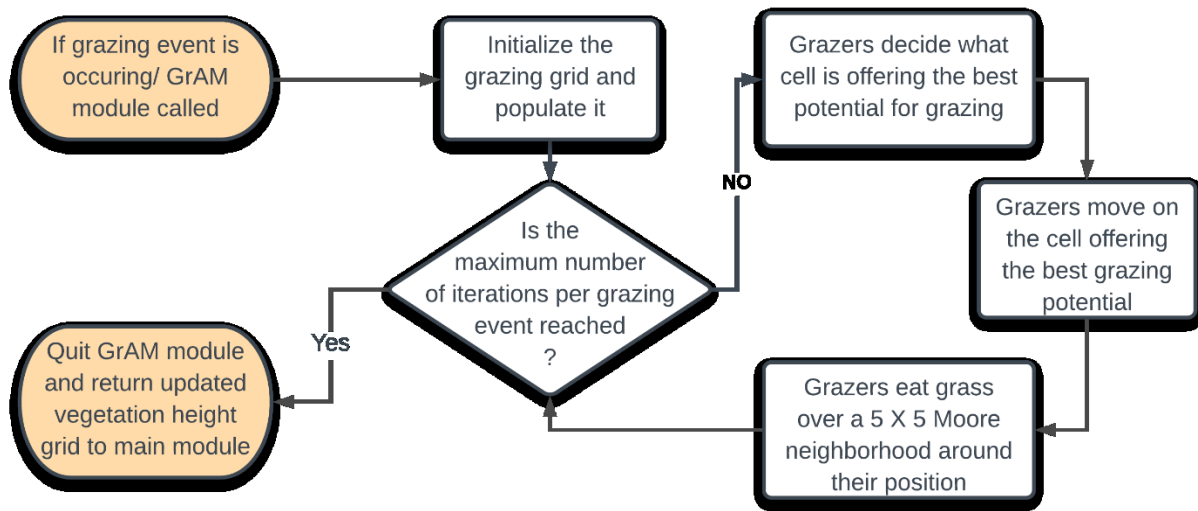 If grazing event is
occuring/ GrAM
module called
Initialize the
grazing grid and
populate it
Grazers decide what
cell is offering the best
potential for grazing
NO
Grazers move on
the cell offering
the best grazing
potential
Is the
maximum number
of iterations per grazing
event reached
?
Yes
Quit GrAM module
and return updated
vegetation height
grid to main module
Grazers eat grass
over a 5 X 5 Moore
neighborhood around
their position